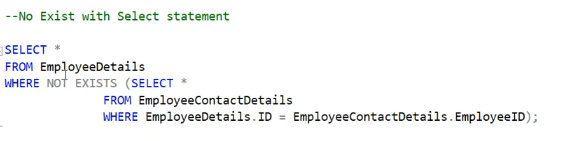 --No Exist with Select statement
SELECT *
FROM EmployeeDetails
WHERE NOT EXISTS (SELECT *
FROM EmployeeContactDetails
WHERE EmployeeDetails.ID = EmployeeContactDetails.EmployeeID);